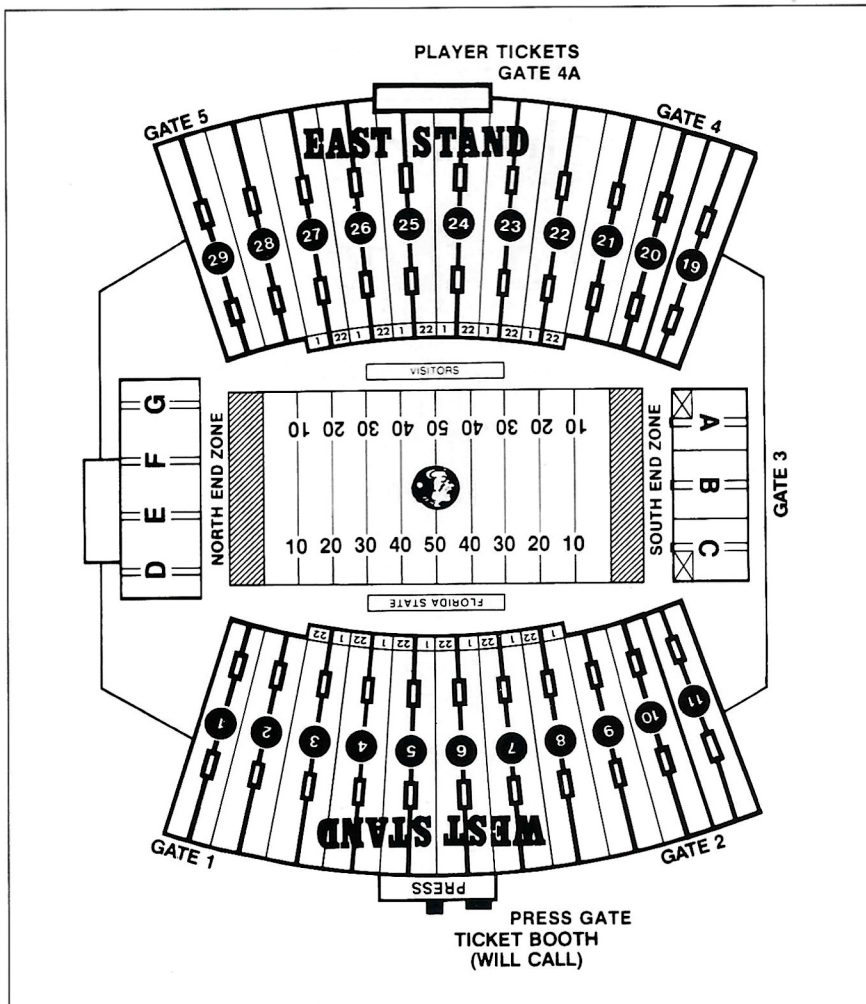 PLAYER TICKETS
GATE 4A
GATE 5
GATE 4
EAST STAND
29 28 27 26 25 24 23 22 21 20 19
1 22 1 22 1 22 1 22 1 22
VISITORS
G
F
E
D
NORTH END ZONE
10 20 30 40 50 40 30 20 10
10 20 30 40 50 40 30 20 10
SOUTH END ZONE
A
B
C
GATE 3
FLORIDA STATE
22 1 22 1 22 1 22 1 22 1
1 2 3 4 5 6 7 8 9 10 11
WEST STAND
GATE 1
GATE 2
PRESS
PRESS GATE
TICKET BOOTH
(WILL CALL)